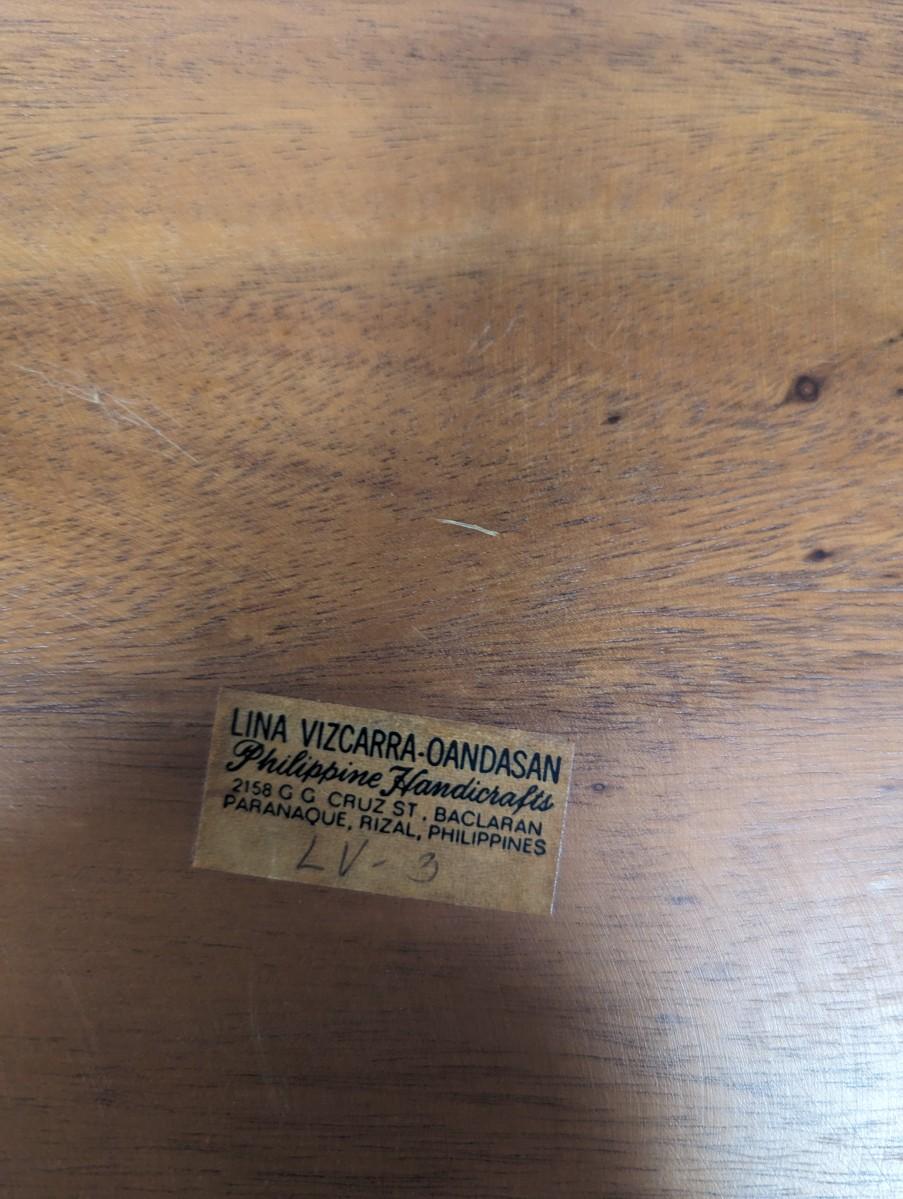 LINA VIZCARRA-OANDASAN
Philippine Handicrafts
2158 G G CRUZ ST., BACLARAN
PARANAQUE, RIZAL, PHILIPPINES
LV-3